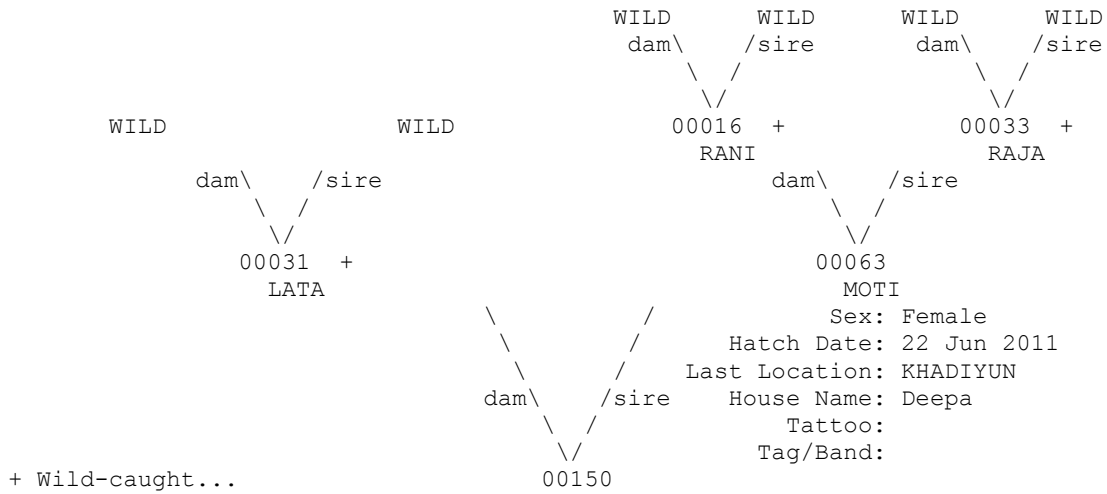 WILD WILD WILD WILD
dam\ /sire dam\ /sire
\ / \ /
\/ \/
WILD WILD 00016 + 00033 +
RANI RAJA
dam\ /sire dam\ /sire
\ / \ /
\/ \/
00031 + 00063
LATA MOTI
\ / Sex: Female
\ / Hatch Date: 22 Jun 2011
\ / Last Location: KHADIYUN
dam\ /sire House Name: Deepa
\ / Tattoo:
\/ Tag/Band:
+ Wild-caught... 00150